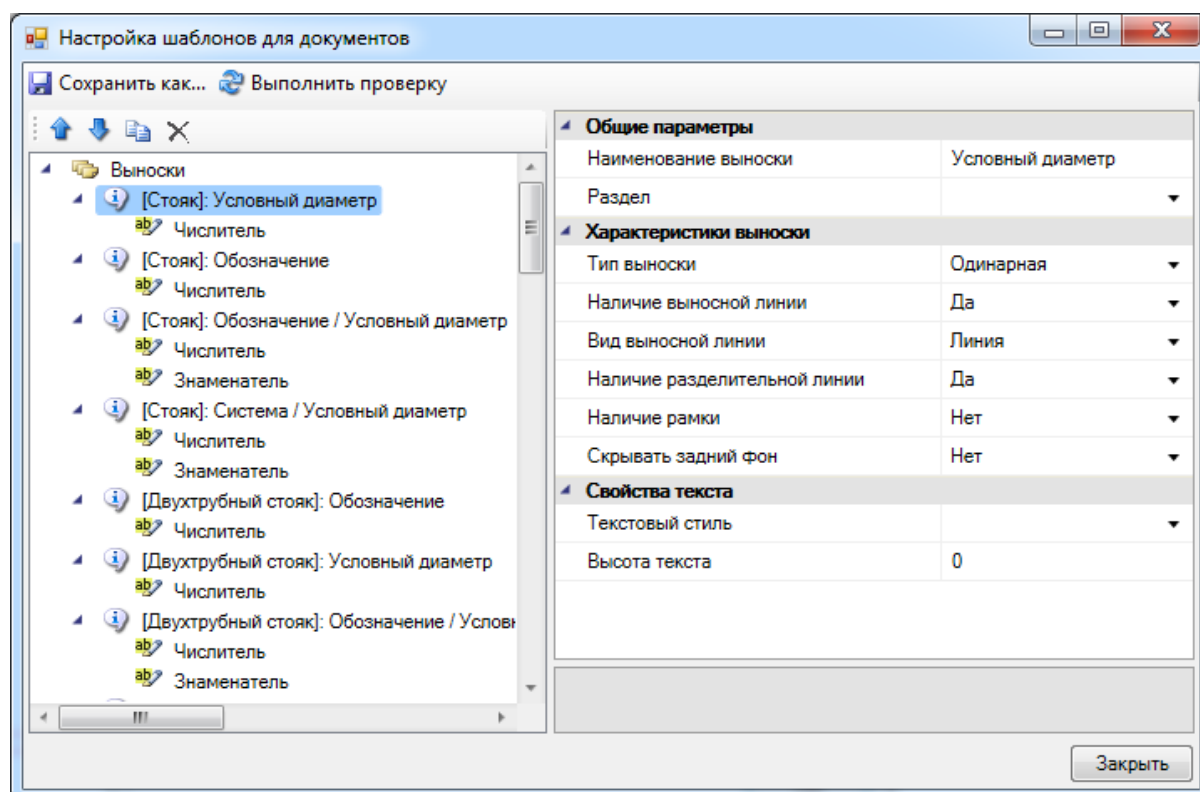 Настройка шаблонов для документов
Сохранить как... Выполнить проверку
Выноски
[Стояк]: Условный диаметр
Числитель
[Стояк]: Обозначение
Числитель
[Стояк]: Обозначение / Условный диаметр
Числитель
Знаменатель
[Стояк]: Система / Условный диаметр
Числитель
Знаменатель
[Двухтрубный стояк]: Обозначение
Числитель
[Двухтрубный стояк]: Условный диаметр
Числитель
[Двухтрубный стояк]: Обозначение / Услов
Числитель
Знаменатель
Общие параметры
Наименование выноски Условный диаметр
Раздел
Характеристики выноски
Тип выноски Одинарная
Наличие выносной линии Да
Вид выносной линии Линия
Наличие разделительной линии Да
Наличие рамки Нет
Скрывать задний фон Нет
Свойства текста
Текстовый стиль
Высота текста 0
Закрыть